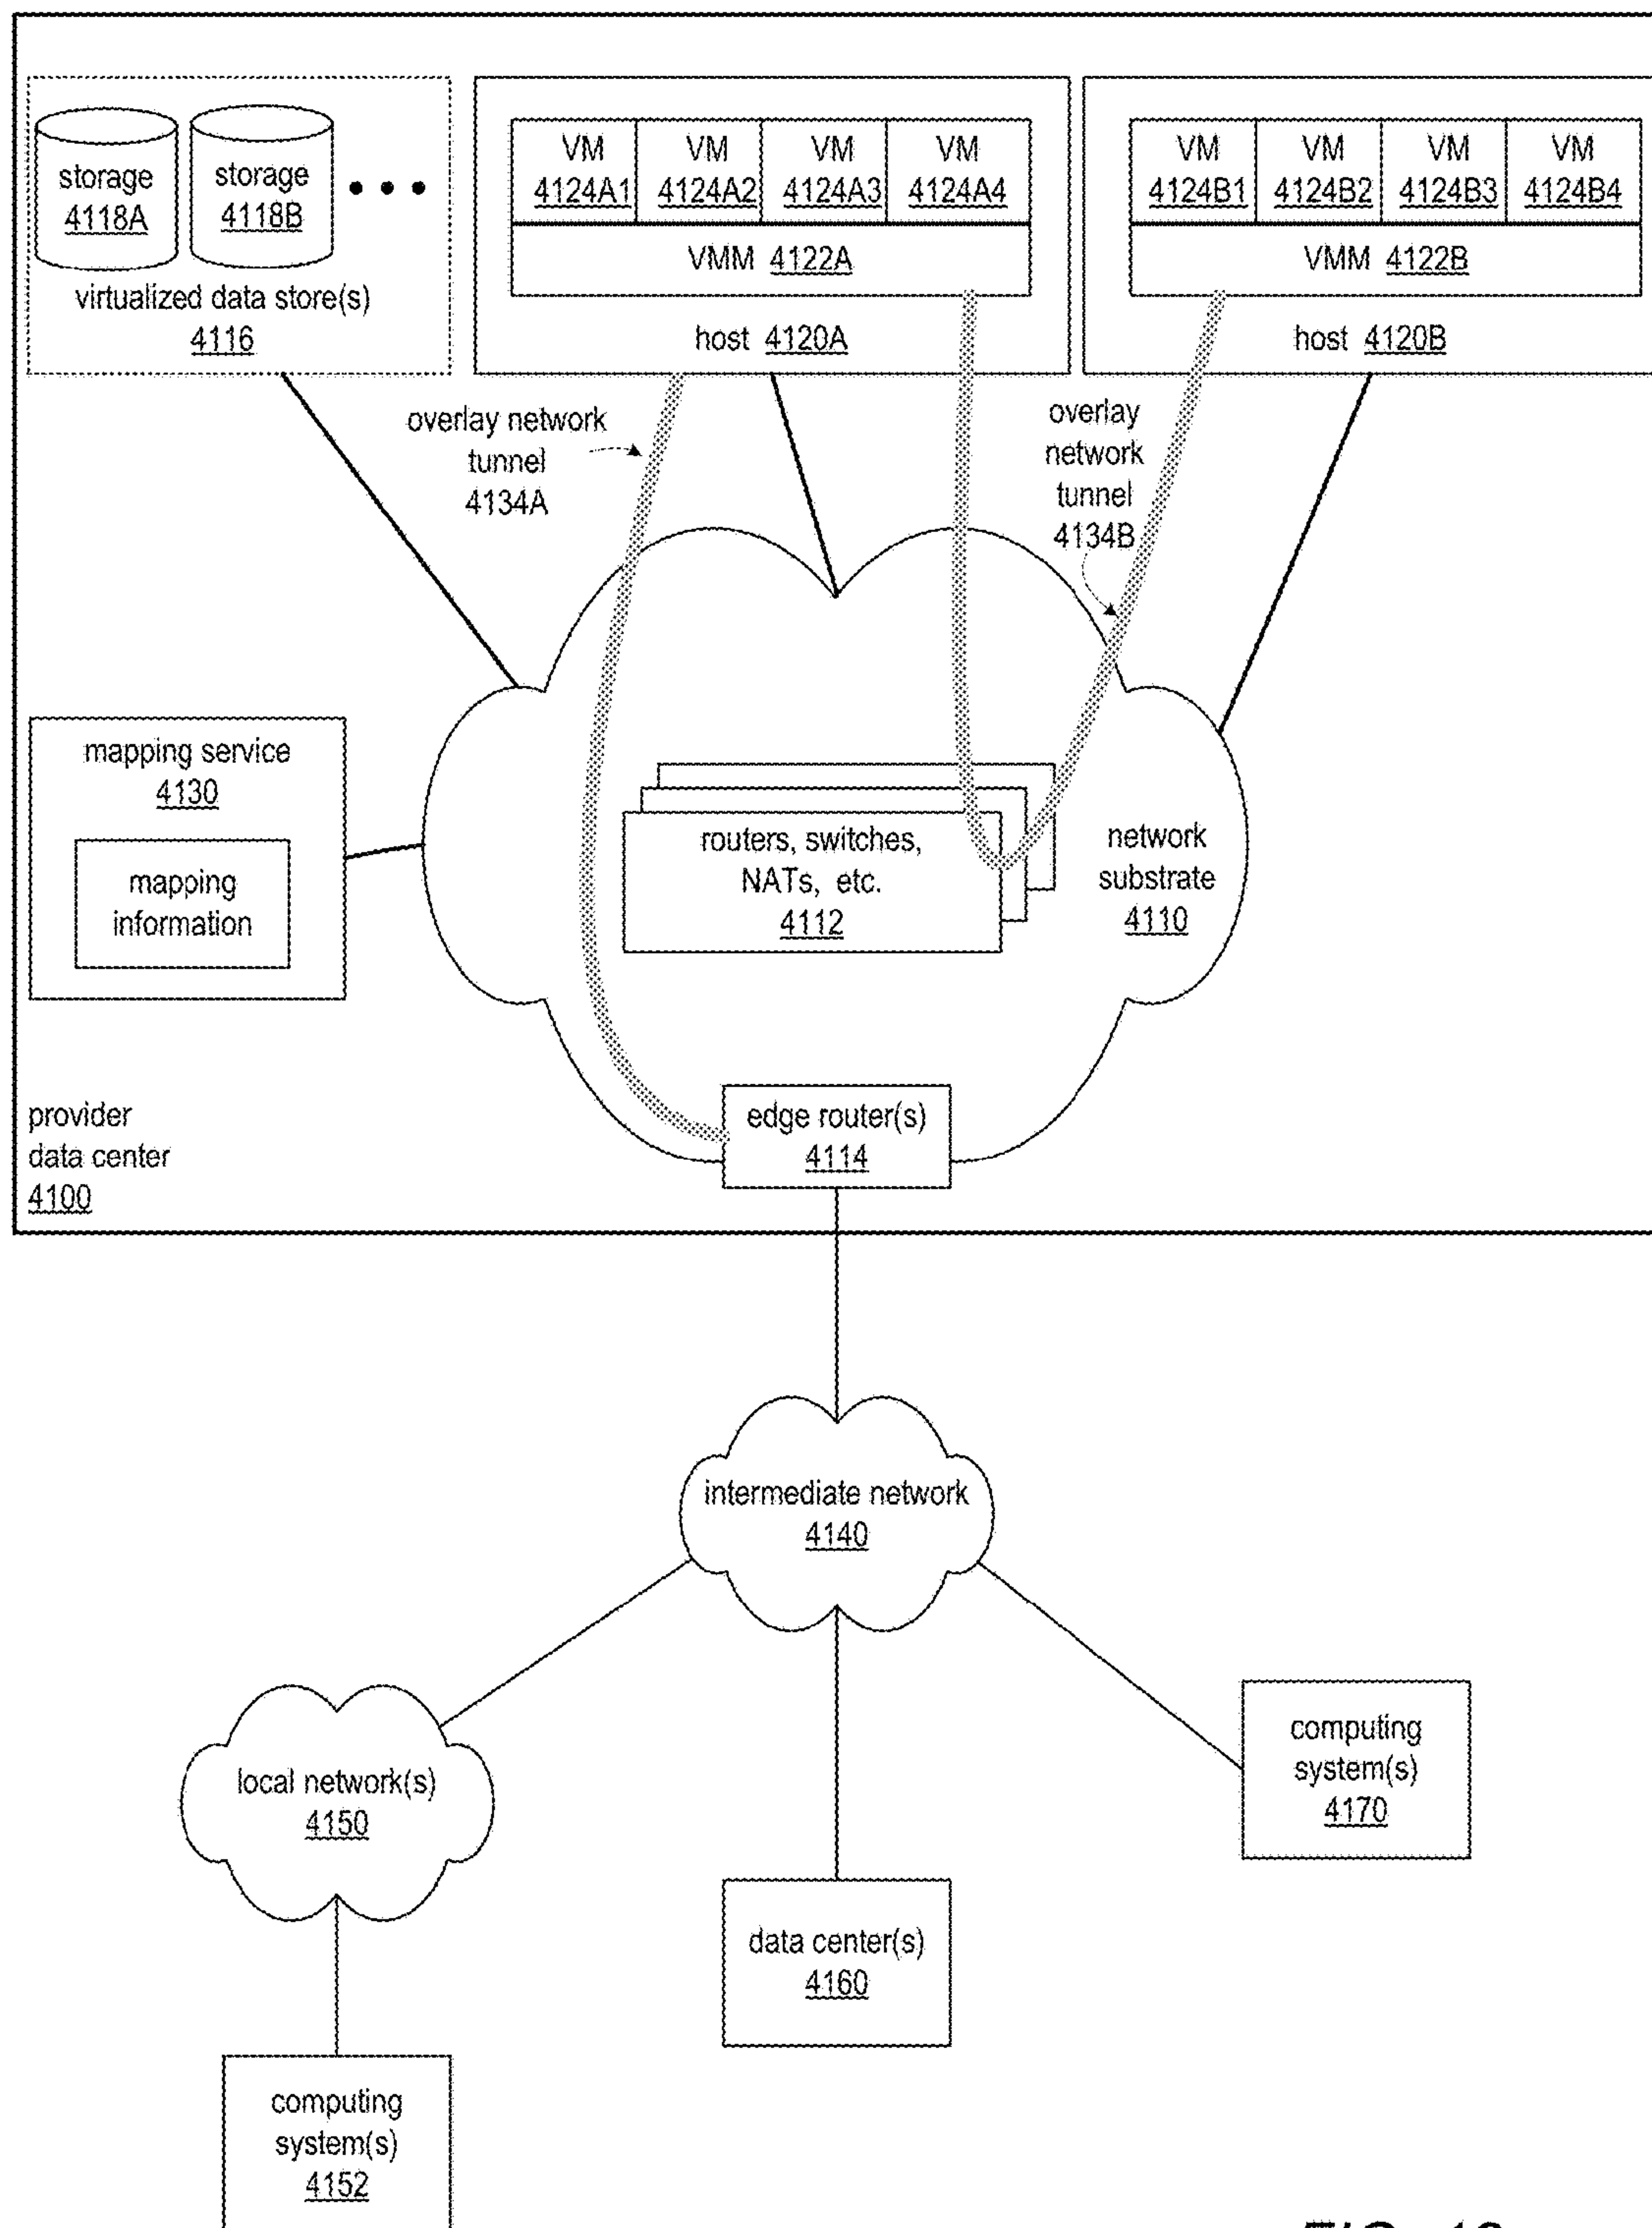 storage
4118A
storage
4118B
virtualized data store(s)
4116
VM
4124A1
VM
4124A2
VM
4124A3
VM
4124A4
VMM 4122A
host 4120A
VM
4124B1
VM
4124B2
VM
4124B3
VM
4124B4
VMM 4122B
host 4120B
overlay network
tunnel
4134A
overlay
network
tunnel
4134B
mapping service
4130
mapping
information
routers, switches,
NATs, etc.
4112
network
substrate
4110
edge router(s)
4114
provider
data center
4100
intermediate network
4140
local network(s)
4150
computing
system(s)
4170
data center(s)
4160
computing
system(s)
4152